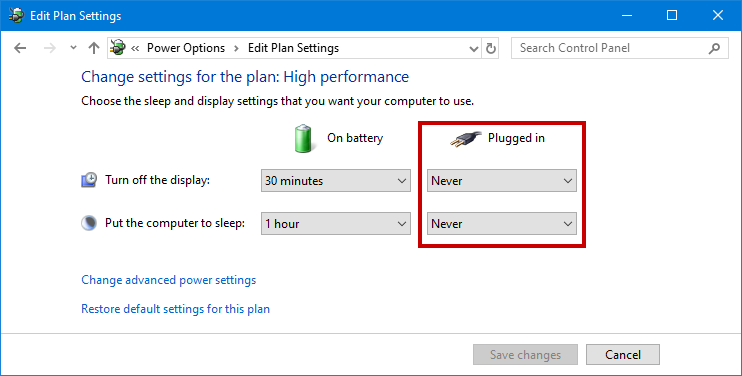 Edit Plan Settings
« Power Options > Edit Plan Settings
Search Control Panel
Change settings for the plan: High performance
Choose the sleep and display settings that you want your computer to use.
On battery Plugged in
Turn off the display: 30 minutes Never
Put the computer to sleep: 1 hour Never
Change advanced power settings
Restore default settings for this plan
Save changes Cancel